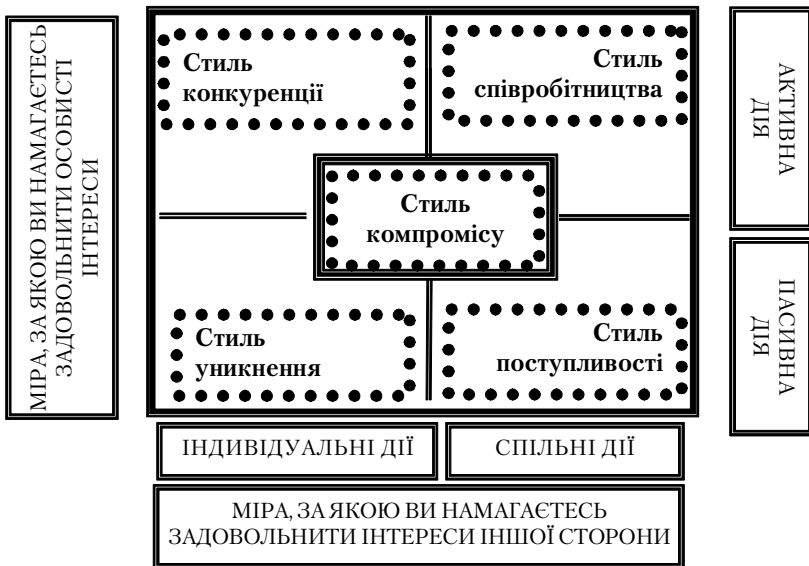 МІРА, ЗА ЯКОЮ ВИ НАМАГАЄТЕСЬ
ЗАДОВОЛЬНИТИ ОСОБИСТІ
ІНТЕРЕСИ
Стиль
конкуренції
Стиль
співробітництва
АКТИВНА
ДІЯ
Стиль
компромісу
Стиль
уникнення
Стиль
поступливості
ПАСИВНА
ДІЯ
ІНДИВІДУАЛЬНІ ДІЇ
СПІЛЬНІ ДІЇ
МІРА, ЗА ЯКОЮ ВИ НАМАГАЄТЕСЬ
ЗАДОВОЛЬНИТИ ІНТЕРЕСИ ІНШОЇ СТОРОНИ